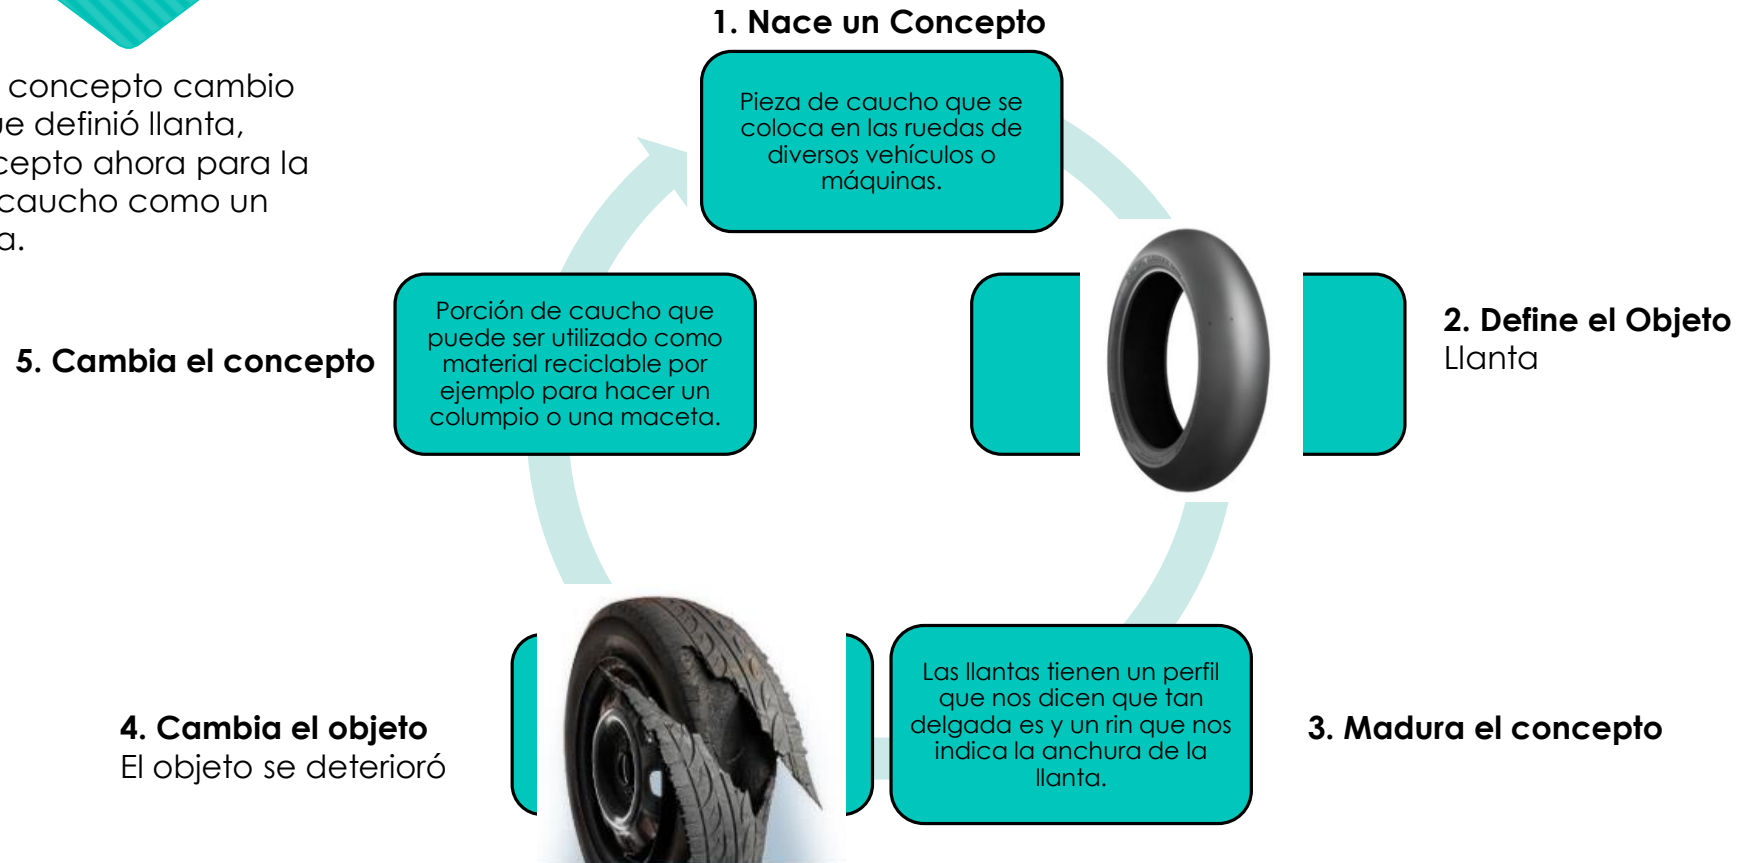 1. Nace un Concepto
concepto cambio
definió llanta,
ahora para la
caucho como un
Pieza de caucho que se
coloca en las ruedas de
diversos vehículos o
máquinas.
2. Define el Objeto
Llanta
Las llantas tienen un perfil
que nos dicen que tan
delgada es y un rin que nos
indica la anchura de la
llanta.
3. Madura el concepto
4. Cambia el objeto
El objeto se deterioró
5. Cambia el concepto
Porción de caucho que
puede ser utilizado como
material reciclable por
ejemplo para hacer un
columpio o una maceta.